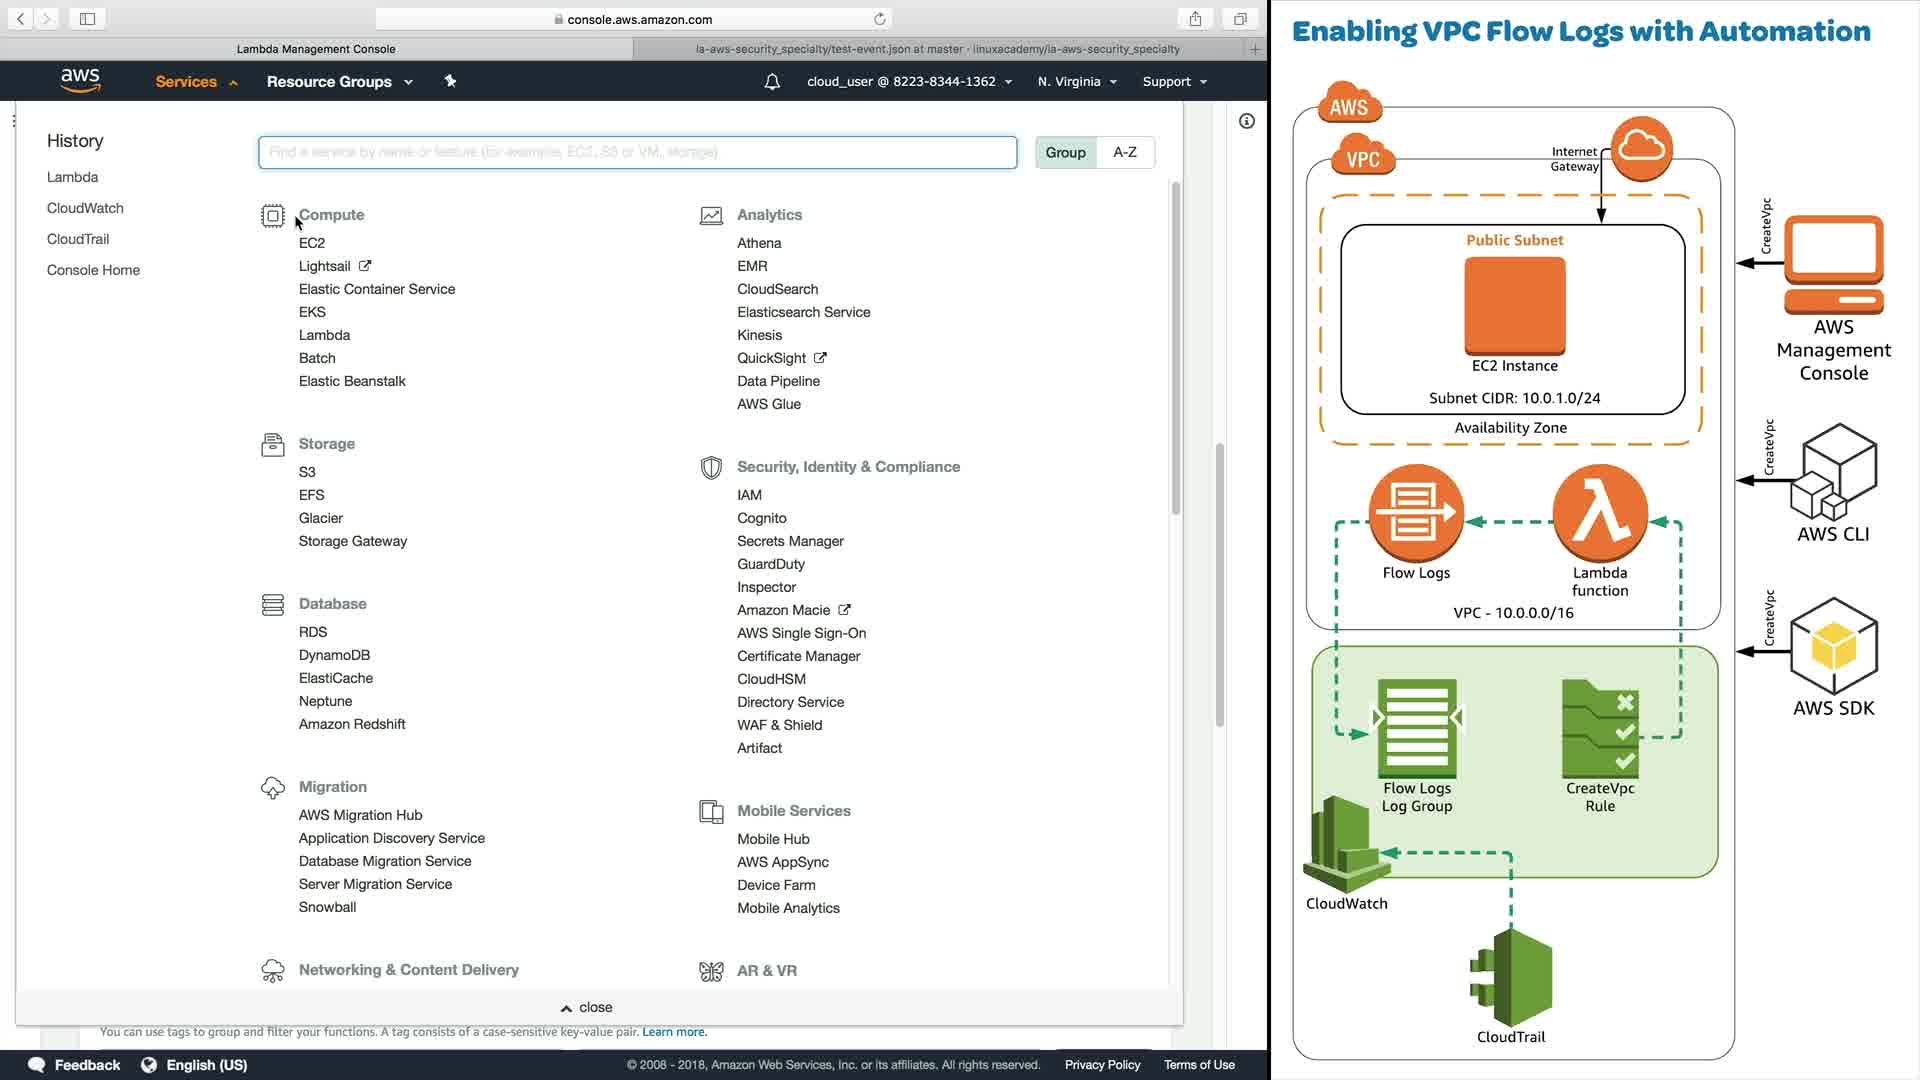 console.aws.amazon.com
Lambda Management Console
la-aws-security_specialty/test-event.json at master · linuxacademy/la-aws-security_specialty
aws
Services
Resource Groups
cloud_user @ 8223-8344-1362
N. Virginia
Support
History
Lambda
CloudWatch
CloudTrail
Console Home
Find a service by name or feature (for example, EC2, S3 or VM, storage)
Group
A-Z
Compute
EC2
Lightsail
Elastic Container Service
EKS
Lambda
Batch
Elastic Beanstalk
Storage
S3
EFS
Glacier
Storage Gateway
Database
RDS
DynamoDB
ElastiCache
Neptune
Amazon Redshift
Migration
AWS Migration Hub
Application Discovery Service
Database Migration Service
Server Migration Service
Snowball
Networking & Content Delivery
Analytics
Athena
EMR
CloudSearch
Elasticsearch Service
Kinesis
QuickSight
Data Pipeline
AWS Glue
Security, Identity & Compliance
IAM
Cognito
Secrets Manager
GuardDuty
Inspector
Amazon Macie
AWS Single Sign-On
Certificate Manager
CloudHSM
Directory Service
WAF & Shield
Artifact
Mobile Services
Mobile Hub
AWS AppSync
Device Farm
Mobile Analytics
AR & VR
close
You can use tags to group and filter your functions. A tag consists of a case-sensitive key-value pair. Learn more.
Feedback
English (US)
© 2008 - 2018, Amazon Web Services, Inc. or its affiliates. All rights reserved.
Privacy Policy
Terms of Use
Enabling VPC Flow Logs with Automation
AWS
VPC
Internet
Gateway
Public Subnet
EC2 Instance
Subnet CIDR: 10.0.1.0/24
Availability Zone
Flow Logs
Lambda
function
VPC - 10.0.0.0/16
Flow Logs
Log Group
CreateVpc
Rule
CloudWatch
CloudTrail
CreateVpc
AWS
Management
Console
CreateVpc
AWS CLI
CreateVpc
AWS SDK